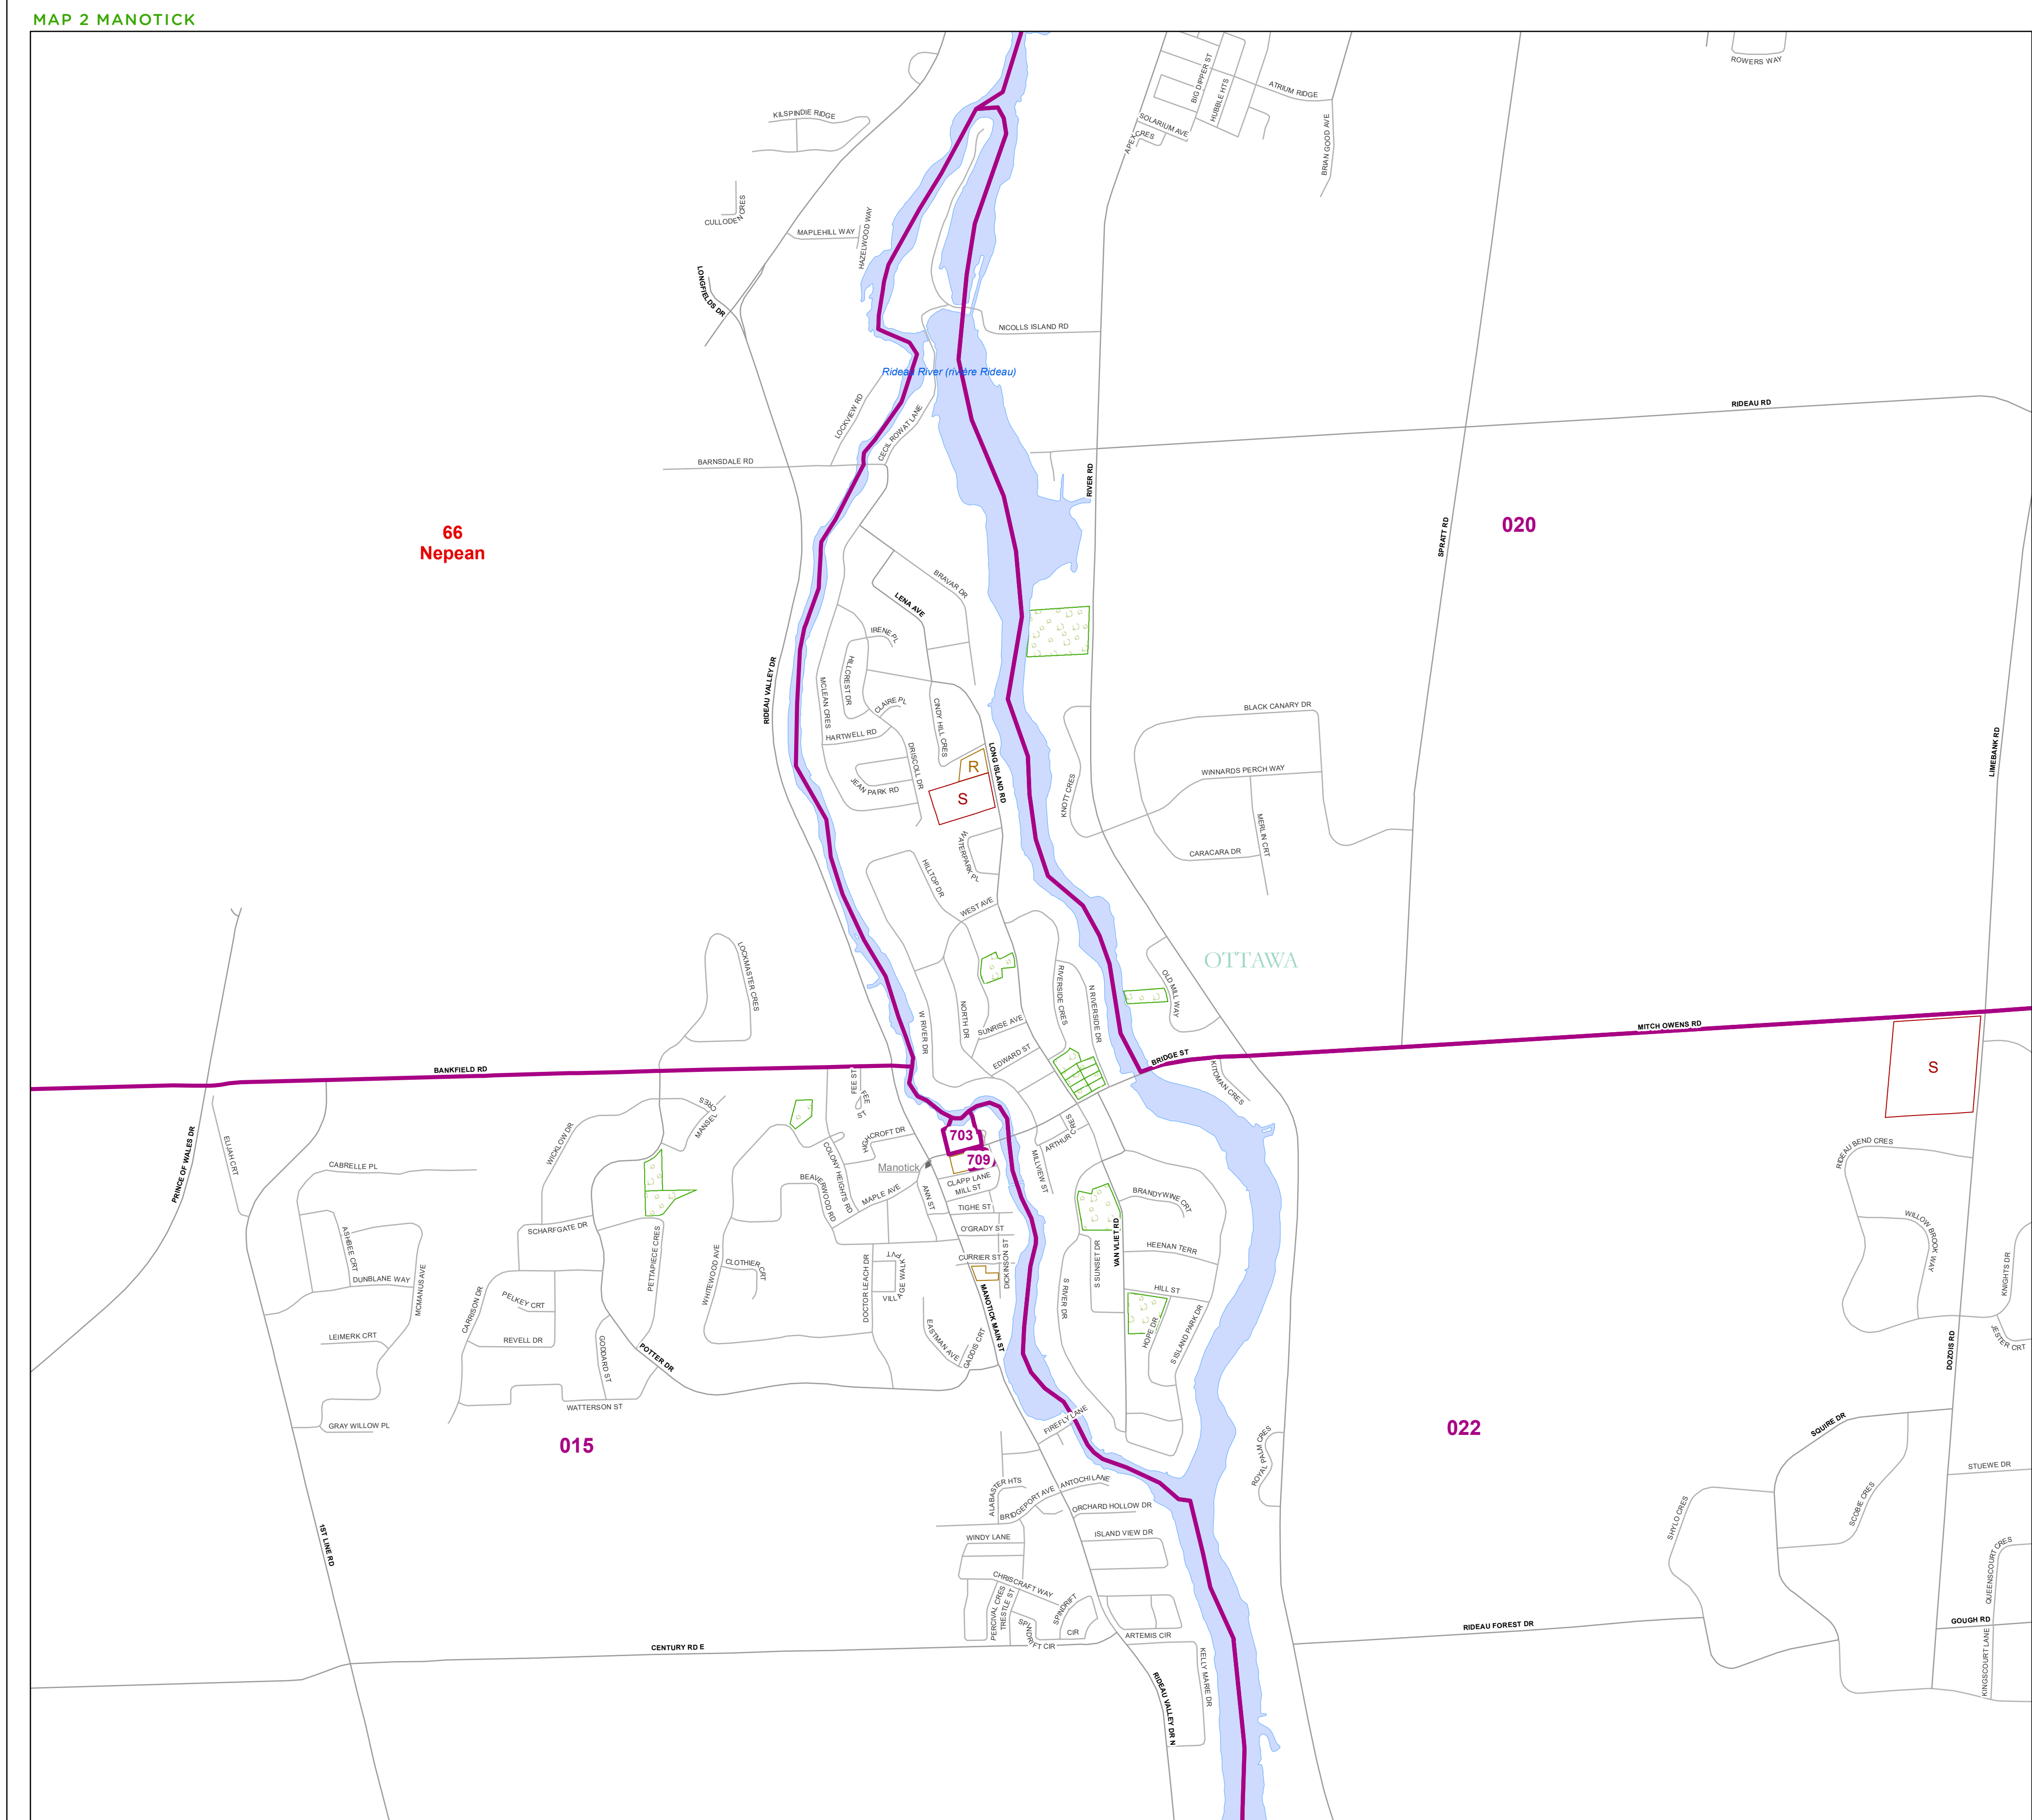 MAP 2 MANOTICK
ROWERS WAY
BIG DIPPER ST
HUBBLE HTS
ATRIUM RIDGE
KILSPINDIE RIDGE
SOLARIUM AVE
APEX CRES
BRIAN GOOD AVE
CULLODEN CRES
MAPLEHILL WAY
HAZELWOOD WAY
LONGFIELDS DR
NICOLLS ISLAND RD
Rideau River (rivière Rideau)
RIDEAU RD
LOCKVIEW RD
CECIL ROWAT LANE
BARNSDALE RD
RIVER RD
66
Nepean
020
SPRATT RD
BRAVAR DR
LENA AVE
IRENE PL
HILLCREST DR
RIDEAU VALLEY DR
MCLEAN CRES
CLAIRE PL
CINDY HILL CRES
HARTWELL RD
BLACK CANARY DR
LIMEBANK RD
DRISCOLL DR
LONG ISLAND RD
R
JEAN PARK RD
S
KNOTT CRES
WINNARDS PERCH WAY
MERLIN CRT
CARACARA DR
WATERPARK PL
HILLTOP DR
WEST AVE
LOCKMASTER CRES
OTTAWA
RIVERSIDE CRES
N RIVERSIDE DR
OLD MILL WAY
NORTH DR
W RIVER DR
SUNRISE AVE
EDWARD ST
MITCH OWENS RD
BRIDGE ST
KITOMAN CRES
S
BANKFIELD RD
FEE ST
FEE ST
MANSEL CRES
PRINCE OF WALES DR
ELIJAH CRT
WICKLOW DR
HIGHCROFT DR
COLONY HEIGHTS RD
703
709
ARTHUR CRES
MILLVIEW ST
RIDEAU BEND CRES
CABRELLE PL
Manotick
CLAPP LANE
MILL ST
BEAVERWOOD RD
MAPLE AVE
ANN ST
TIGHE ST
BRANDYWINE CRT
WILLOW BROOK WAY
SCHARFGATE DR
ASHBEE CRT
O'GRADY ST
VAN VLIET RD
HEENAN TERR
PETTAPIECE CRES
WHITEWOOD AVE
CLOTHIER CRT
CURRIER ST
DICKINSON ST
S SUNSET DR
DUNBLANE WAY
MCMANUS AVE
DOCTOR LEACH DR
VILLAGE WALK PVT
HILL ST
KNIGHTS DR
PELKEY CRT
CARRISON DR
S RIVER DR
HOPE DR
S ISLAND PARK DR
MANOTICK MAIN ST
LEIMERK CRT
REVELL DR
GODDARD ST
POTTER DR
EASTMAN AVE
GADDIS CRT
JESTER CRT
DOZOIS RD
GRAY WILLOW PL
WATTERSON ST
FIREFLY LANE
015
022
SQUIRE DR
ROYAL PALM CRES
STUEWE DR
ALABASTER HTS
BRIDGEPORT AVE
ANTOCHI LANE
ORCHARD HOLLOW DR
SHYLO CRES
SCOBIE CRES
1ST LINE RD
WINDY LANE
ISLAND VIEW DR
QUEENSCOURT CRES
CHRISCRAFT WAY
PERCIVAL CRES
TRESTLE ST
SPINDRIFT CIR
SPINDRIFT CIR
CENTURY RD E
ARTEMIS CIR
RIDEAU FOREST DR
GOUGH RD
KINGSCOURT LANE
KELLY MARIE DR
RIDEAU VALLEY DR N